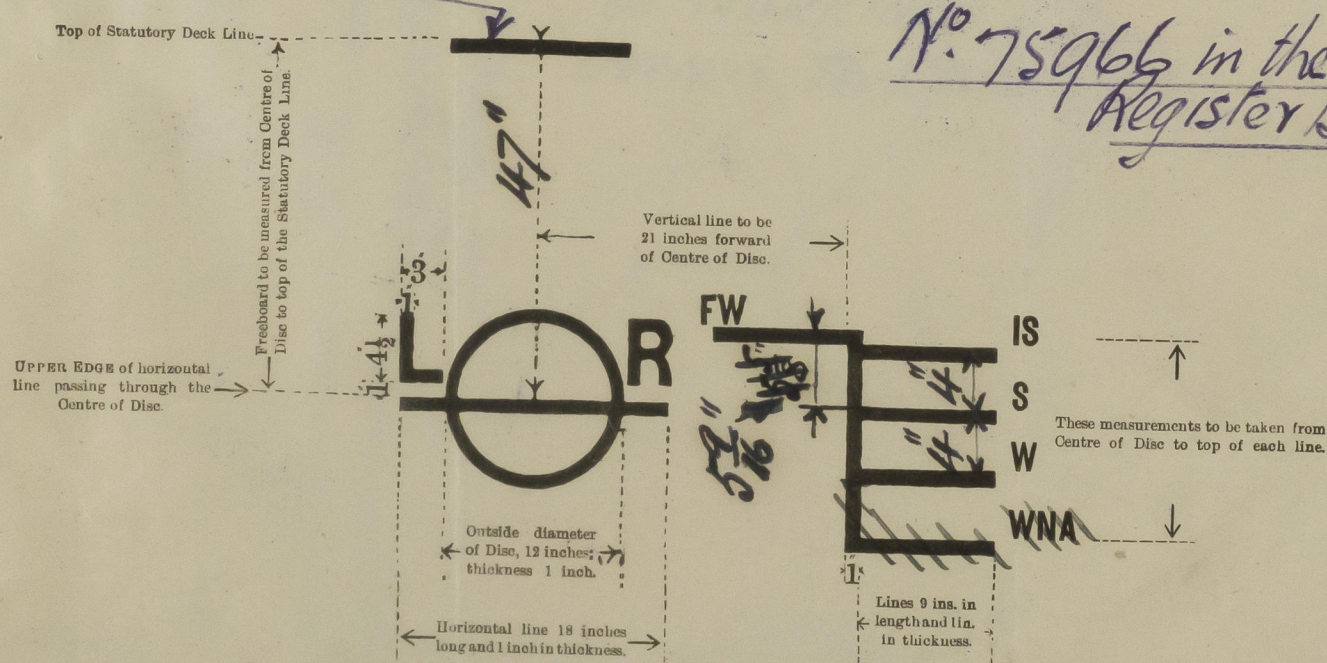 Top of Statutory Deck Line
No. 75966 in the
Register
Freeboard to be measured from Centre of
Disc to top of the Statutory Deck Line.
47"
Vertical line to be
21 inches forward
of Centre of Disc.
3
1
4½
1
L R
FW
IS
S
W
WNA
4"
4"
UPPER EDGE of horizontal
line passing through the
Centre of Disc.
These measurements to be taken from
Centre of Disc to top of each line.
Outside diameter
of Disc, 12 inches;
thickness 1 inch.
1
Lines 9 ins. in
length and 1 in.
in thickness.
Horizontal line 18 inches
long and 1 inch in thickness.